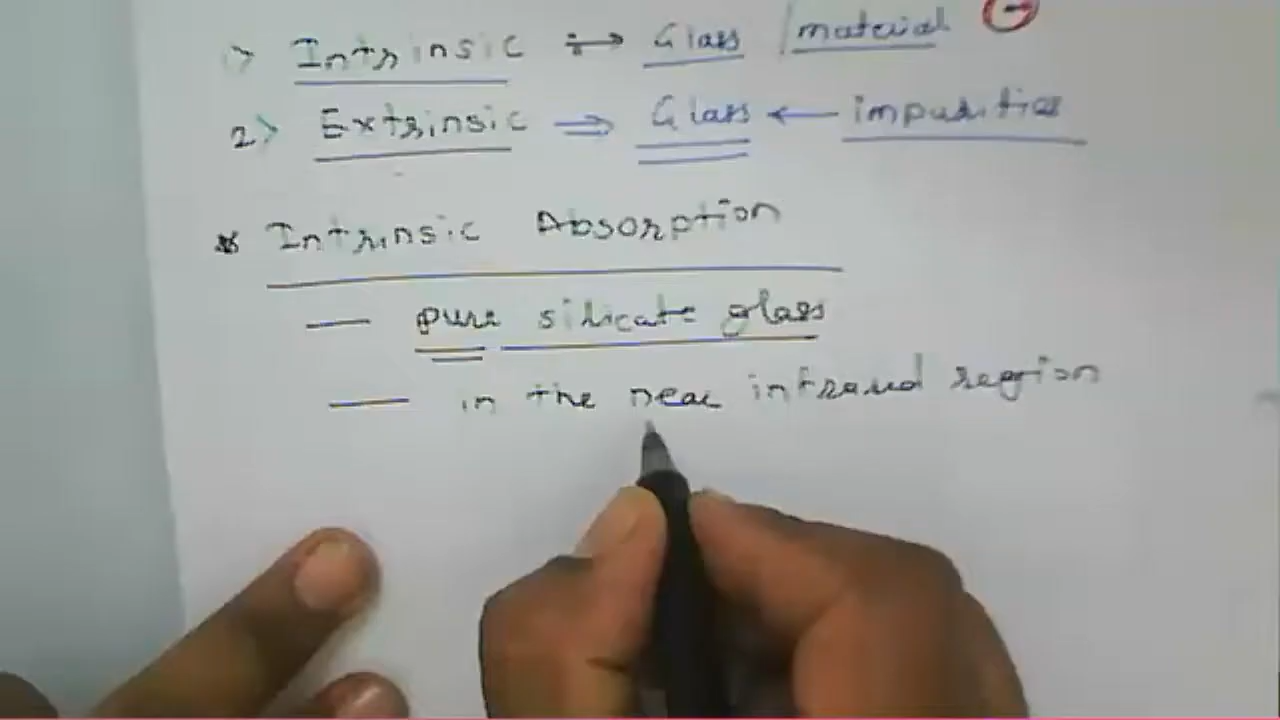 1> Intrinsic ↔ Glass / material
2> Extrinsic ⇒ Glass ← impurities
* Intrinsic Absorption
— pure silicate glass
— in the near infrared region